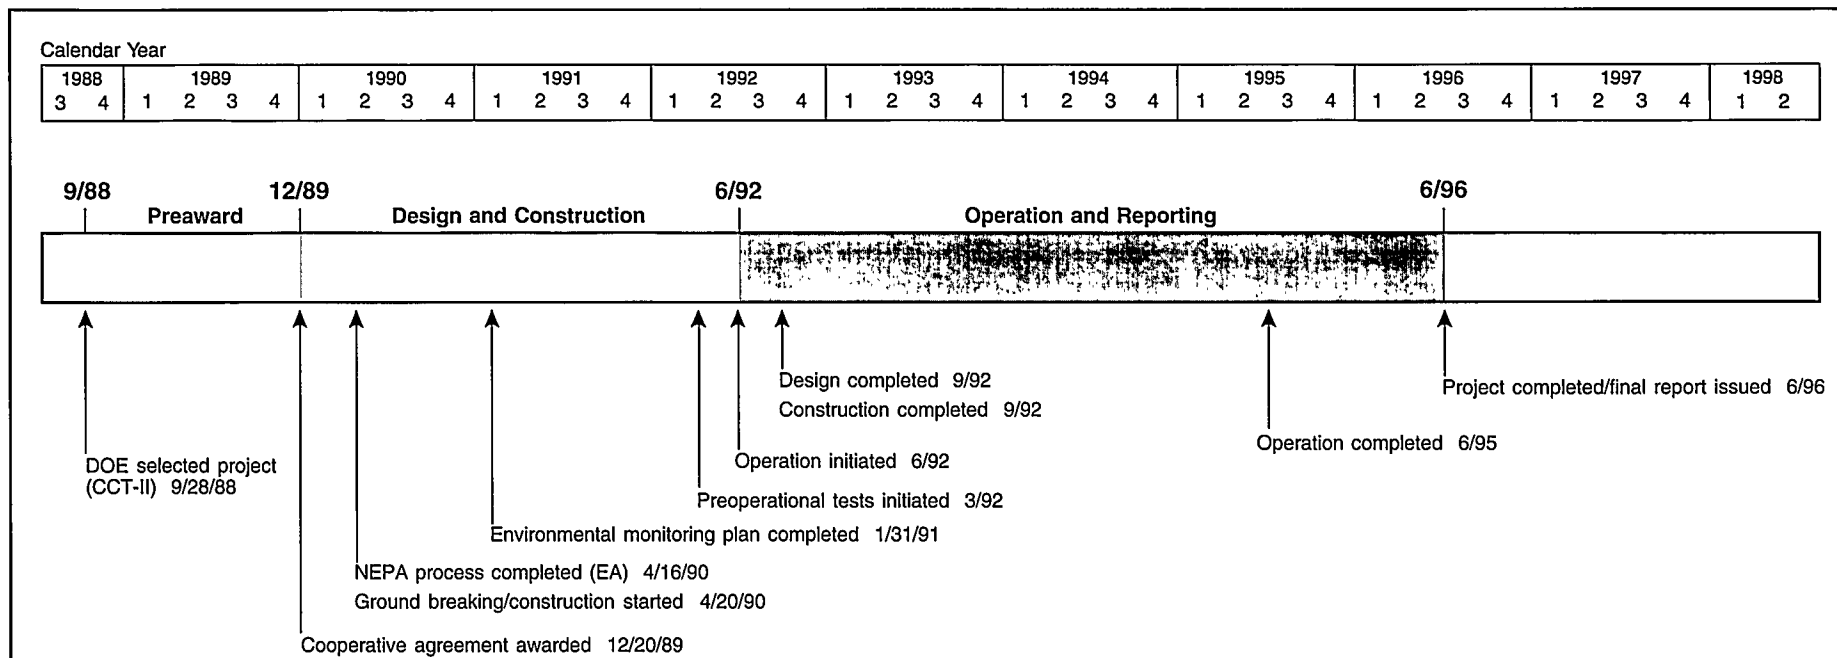 Calendar Year
1988 1989 1990 1991 1992 1993 1994 1995 1996 1997 1998
3 4 1 2 3 4 1 2 3 4 1 2 3 4 1 2 3 4 1 2 3 4 1 2 3 4 1 2 3 4 1 2 3 4 1 2 3 4 1 2
9/88 12/89 6/92 6/96
Preaward Design and Construction Operation and Reporting
Design completed 9/92
Construction completed 9/92
Project completed/final report issued 6/96
Operation completed 6/95
Operation initiated 6/92
DOE selected project
(CCT-II) 9/28/88
Preoperational tests initiated 3/92
Environmental monitoring plan completed 1/31/91
NEPA process completed (EA) 4/16/90
Ground breaking/construction started 4/20/90
Cooperative agreement awarded 12/20/89